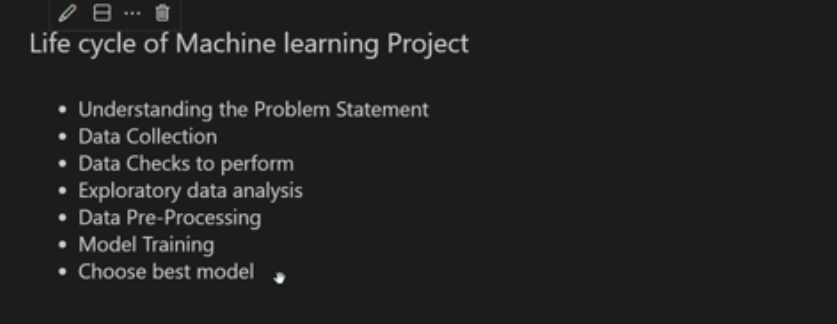 Life cycle of Machine learning Project
• Understanding the Problem Statement
• Data Collection
• Data Checks to perform
• Exploratory data analysis
• Data Pre-Processing
• Model Training
• Choose best model